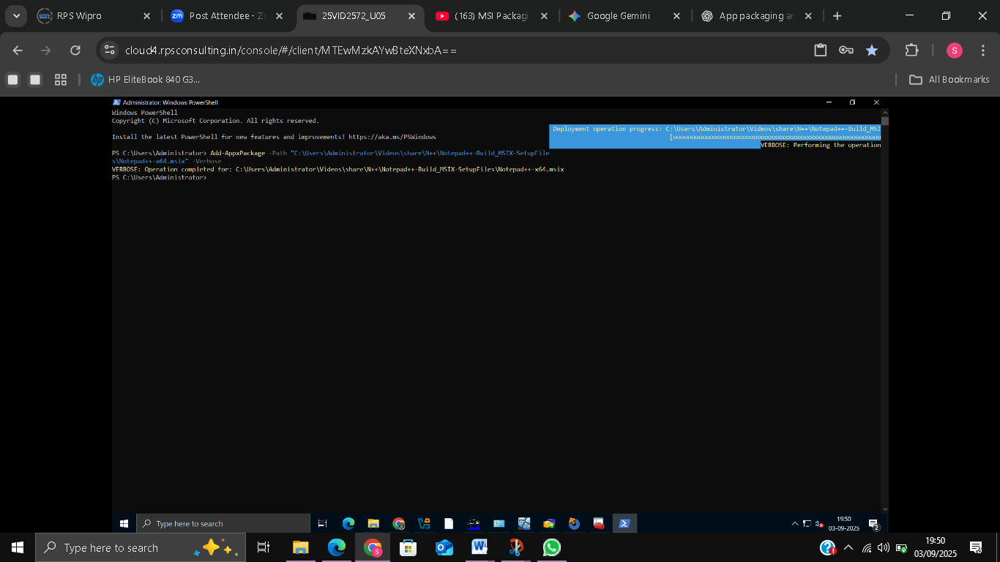 RPS Wipro
Post Attendee - Z
25VID2572_U05
(163) MSI Packagi
Google Gemini
App packaging a
cloud4.rpsconsulting.in/console/#/client/MTEwMzkAYwBteXNxbA==
S
HP EliteBook 840 G3...
All Bookmarks
Administrator: Windows PowerShell
Windows PowerShell
Copyright (C) Microsoft Corporation. All rights reserved.
Deployment operation progress: C:\Users\Administrator\Videos\share\N++\Notepad++-Build_MSI
Install the latest PowerShell for new features and improvements! https://aka.ms/PSWindows
VERBOSE: Performing the operation
PS C:\Users\Administrator> Add-AppxPackage -Path "C:\Users\Administrator\Videos\share\N++\Notepad++-Build_MSIX-SetupFile
s\Notepad++-x64.msix" -Verbose
VERBOSE: Operation completed for: C:\Users\Administrator\Videos\share\N++\Notepad++-Build_MSIX-SetupFiles\Notepad++-x64.msix
PS C:\Users\Administrator>
Type here to search
19:50
03-09-2025
2
Type here to search
19:50
03/09/2025